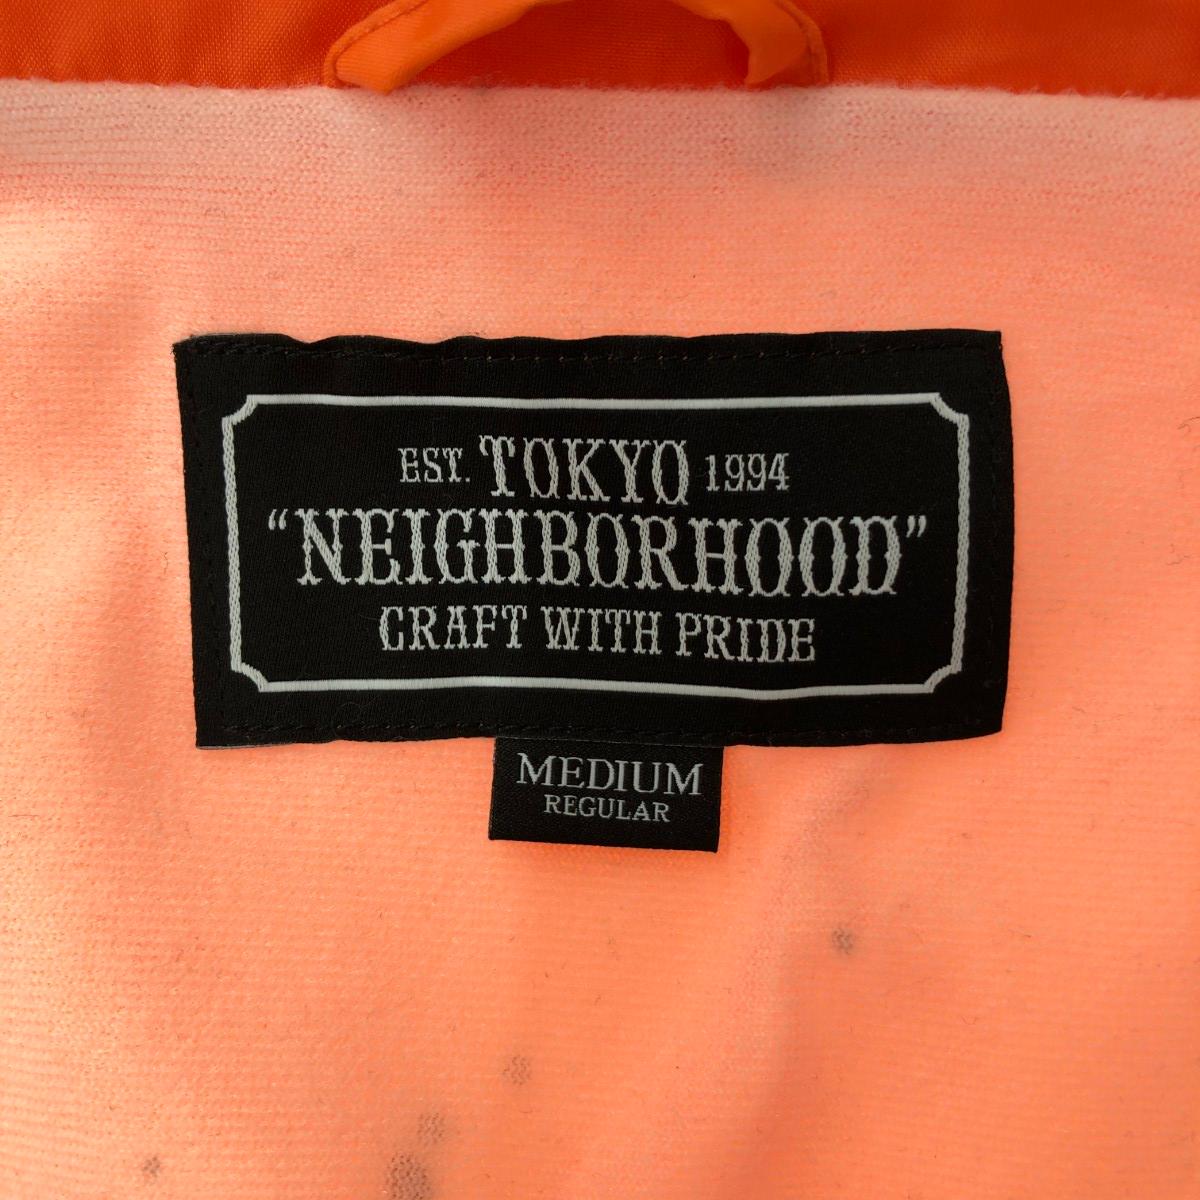 EST. TOKYO 1994
“NEIGHBORHOOD”
CRAFT WITH PRIDE
MEDIUM
REGULAR